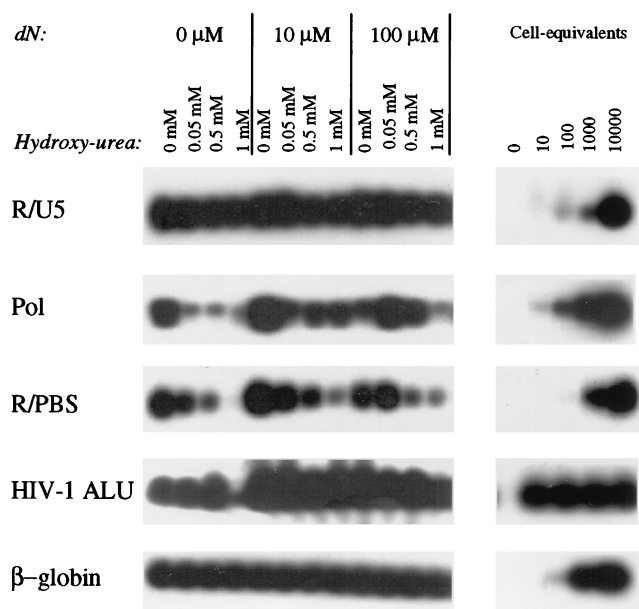 dN: 0 µM 10 µM 100 µM Cell-equivalents
Hydroxy-urea: 0 mM 0.05 mM 0.5 mM 1 mM 0 mM 0.05 mM 0.5 mM 1 mM 0 mM 0.05 mM 0.5 mM 1 mM 0 10 100 1000 10000
R/U5
Pol
R/PBS
HIV-1 ALU
β-globin